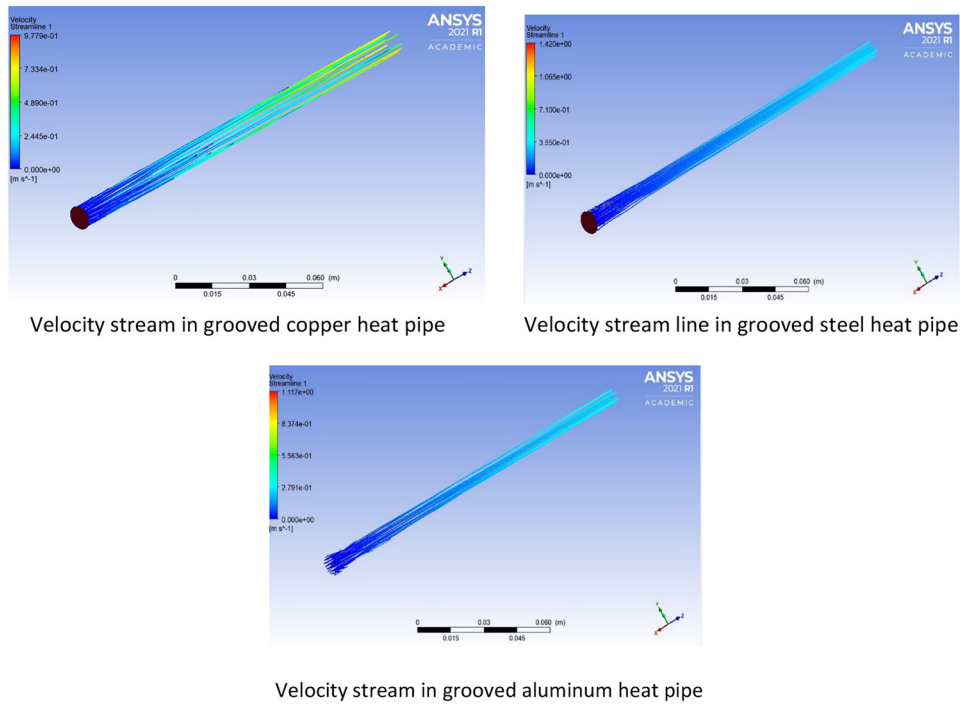 Velocity
Streamline 1
9.779e-01
7.334e-01
4.890e-01
2.445e-01
0.000e+00
[m s^-1]
ANSYS
2021 R1
ACADEMIC
0 0.03 0.060 (m)
0.015 0.045
Y
Z
X
Velocity stream in grooved copper heat pipe
Velocity
Streamline 1
1.420e+00
1.065e+00
7.100e-01
3.550e-01
0.000e+00
[m s^-1]
ANSYS
2021 R1
ACADEMIC
0 0.03 0.060 (m)
0.015 0.045
Y
Z
X
Velocity stream line in grooved steel heat pipe
Velocity
Streamline 1
1.117e+00
8.374e-01
5.583e-01
2.791e-01
0.000e+00
[m s^-1]
ANSYS
2021 R1
ACADEMIC
0 0.03 0.060 (m)
0.015 0.045
Y
Z
X
Velocity stream in grooved aluminum heat pipe